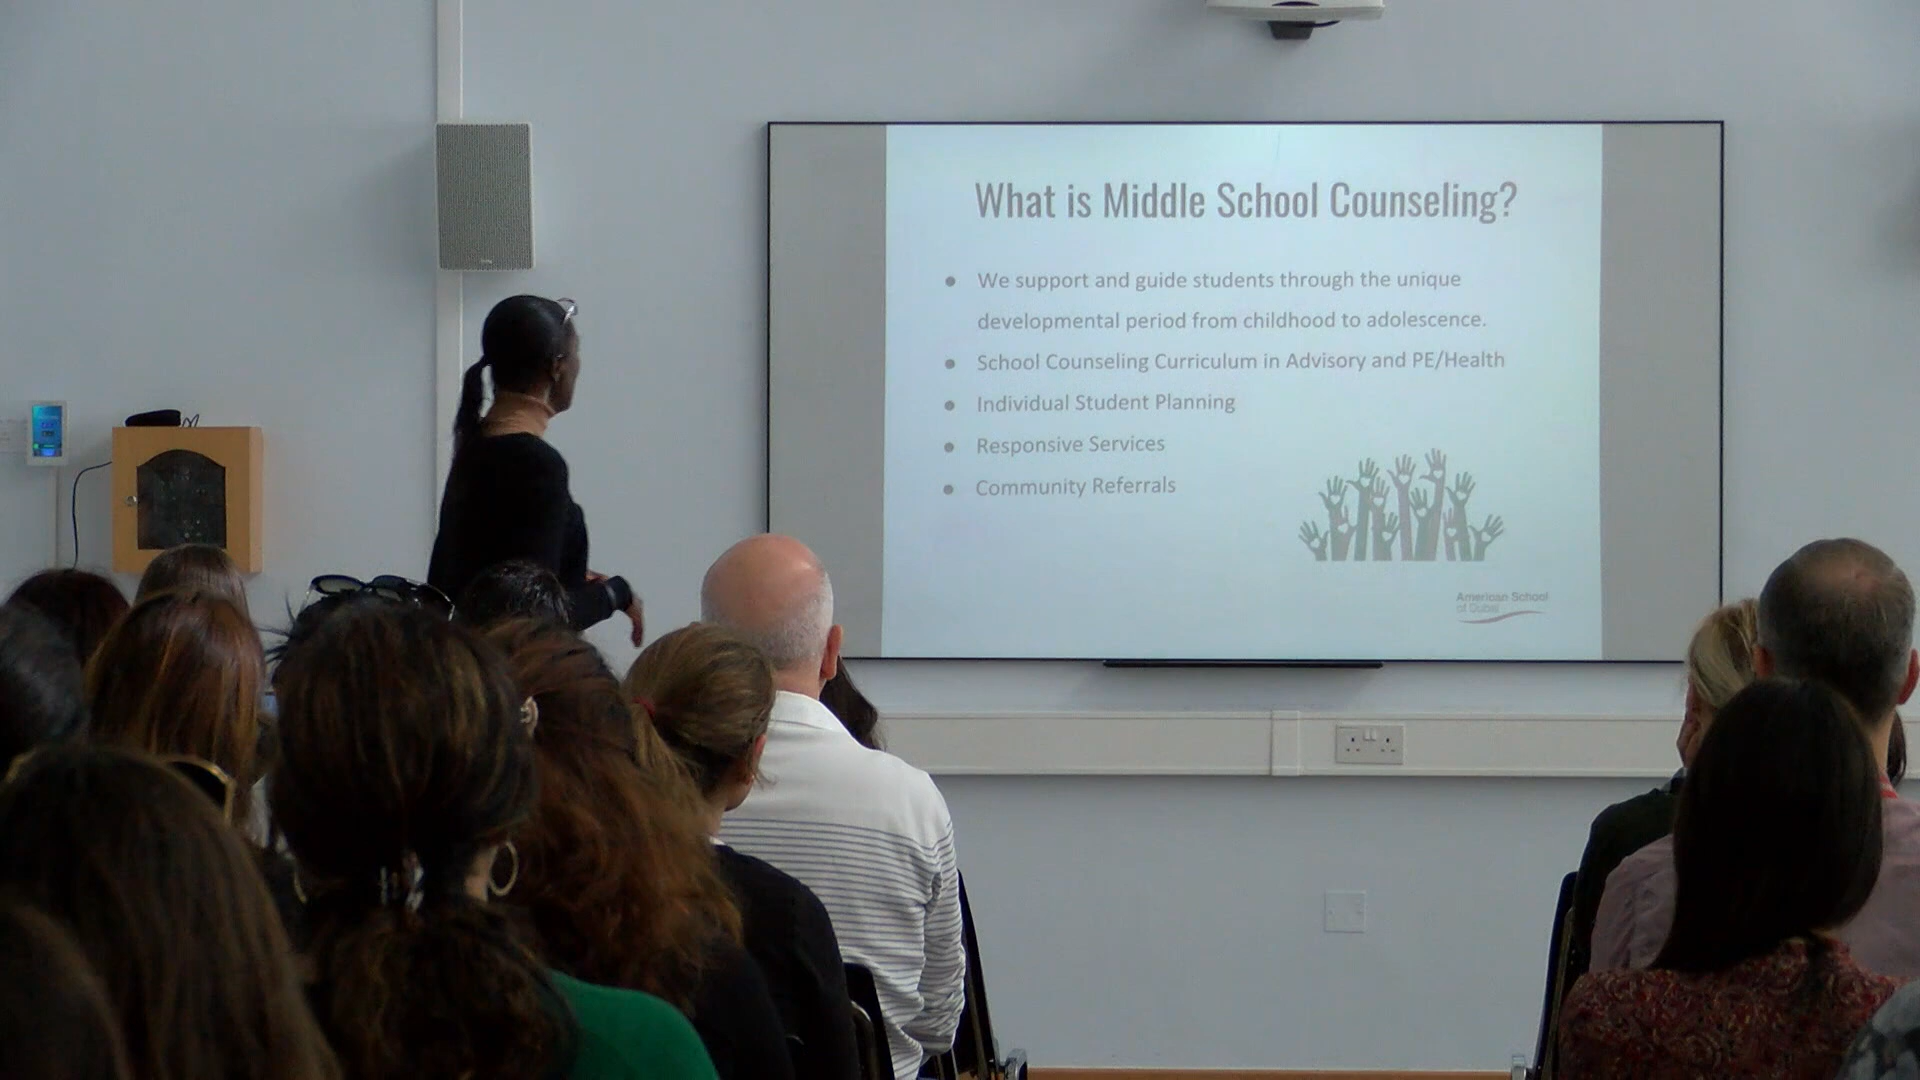 What is Middle School Counseling?
● We support and guide students through the unique
developmental period from childhood to adolescence.
● School Counseling Curriculum in Advisory and PE/Health
● Individual Student Planning
● Responsive Services
● Community Referrals
American School
of Dubai